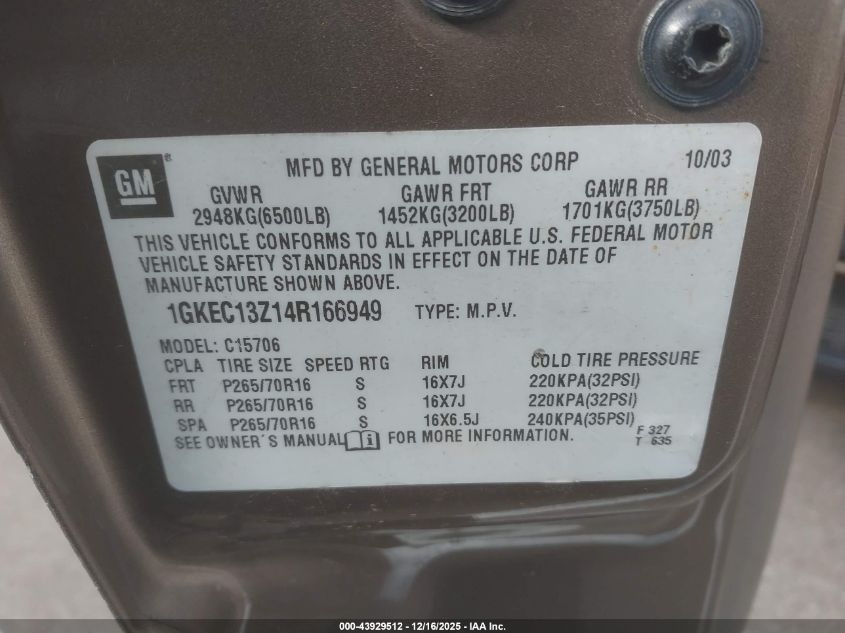 GM
MFD BY GENERAL MOTORS CORP 10/03
GVWR GAWR FRT GAWR RR
2948KG(6500LB) 1452KG(3200LB) 1701KG(3750LB)
THIS VEHICLE CONFORMS TO ALL APPLICABLE U.S. FEDERAL MOTOR
VEHICLE SAFETY STANDARDS IN EFFECT ON THE DATE OF
MANUFACTURE SHOWN ABOVE.
1GKEC13Z14R166949 TYPE: M.P.V.
MODEL: C15706
CPLA TIRE SIZE SPEED RTG RIM COLD TIRE PRESSURE
FRT P265/70R16 S 16X7J 220KPA(32PSI)
RR P265/70R16 S 16X7J 220KPA(32PSI)
SPA P265/70R16 S 16X6.5J 240KPA(35PSI)
SEE OWNER'S MANUAL i FOR MORE INFORMATION.
F 327
T 635
000-43929512 - 12/16/2025 - IAA Inc.